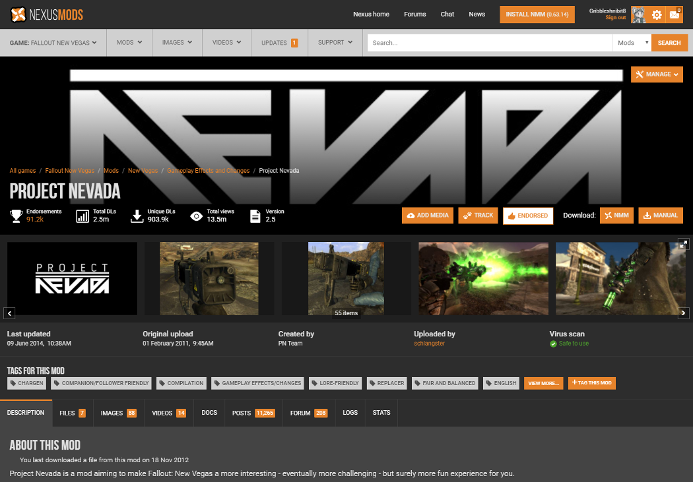 NEXUSMODS
Nexus home
Forums
Chat
News
INSTALL NMM (0.63.14)
Sign out
0
GAME: FALLOUT NEW VEGAS
MODS
IMAGES
VIDEOS
UPDATES 1
SUPPORT
Search...
Mods
SEARCH
MANAGE
NEVADA
All games / Fallout New Vegas / Mods / New Vegas / Gameplay Effects and Changes / Project Nevada
PROJECT NEVADA
Endorsements
91.2k
Total DLs
2.5m
Unique DLs
903.9k
Total views
13.5m
Version
2.5
ADD MEDIA
TRACK
ENDORSED
Download:
NMM
MANUAL
PROJECT
NEVADA
55 items
Last updated
09 June 2014, 10:38AM
Original upload
01 February 2011, 9:45AM
Created by
PN Team
Uploaded by
schlangster
Virus scan
Safe to use
TAGS FOR THIS MOD
CHARGEN
COMPANION/FOLLOWER FRIENDLY
COMPILATION
GAMEPLAY EFFECTS/CHANGES
LORE-FRIENDLY
REPLACER
FAIR AND BALANCED
ENGLISH
VIEW MORE...
+ TAG THIS MOD
DESCRIPTION
FILES 7
IMAGES 88
VIDEOS 14
DOCS
POSTS 11,265
FORUM 208
LOGS
STATS
ABOUT THIS MOD
You last downloaded a file from this mod on 18 Nov 2012
Project Nevada is a mod aiming to make Fallout: New Vegas a more interesting - eventually more challenging - but surely more fun experience for you.